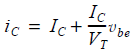 i_C = I_C + \frac{I_C}{V_T} v_{be}